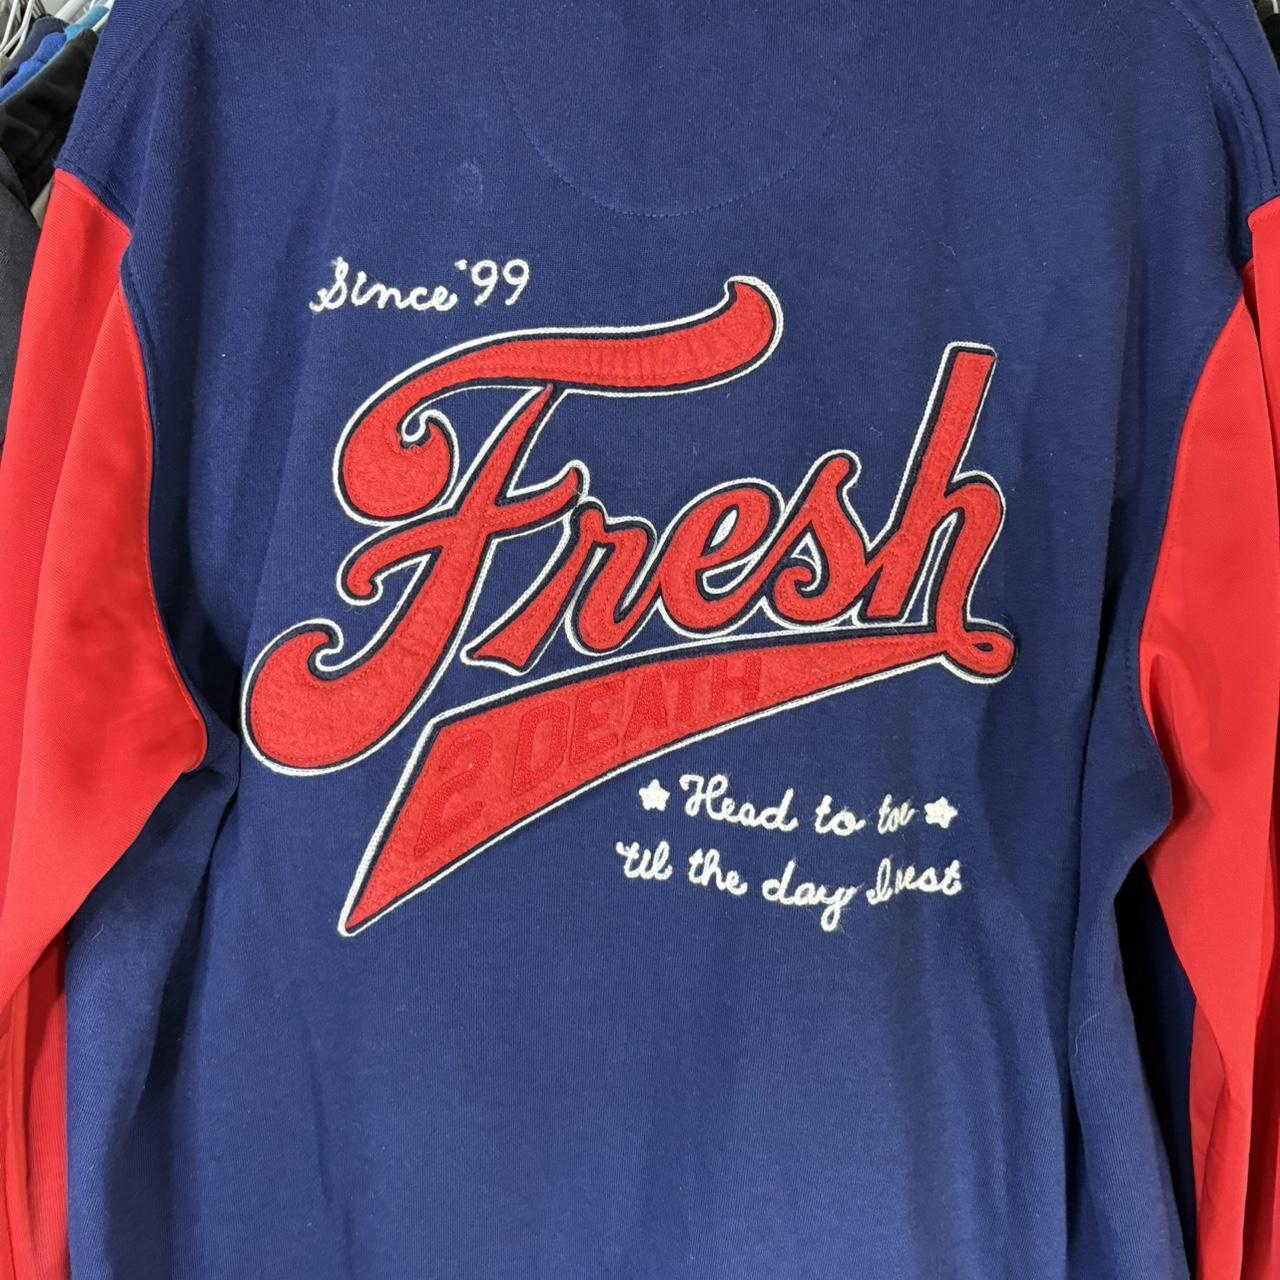 Since '99
Fresh
2 DEATH
Head to toe
'til the day I rest